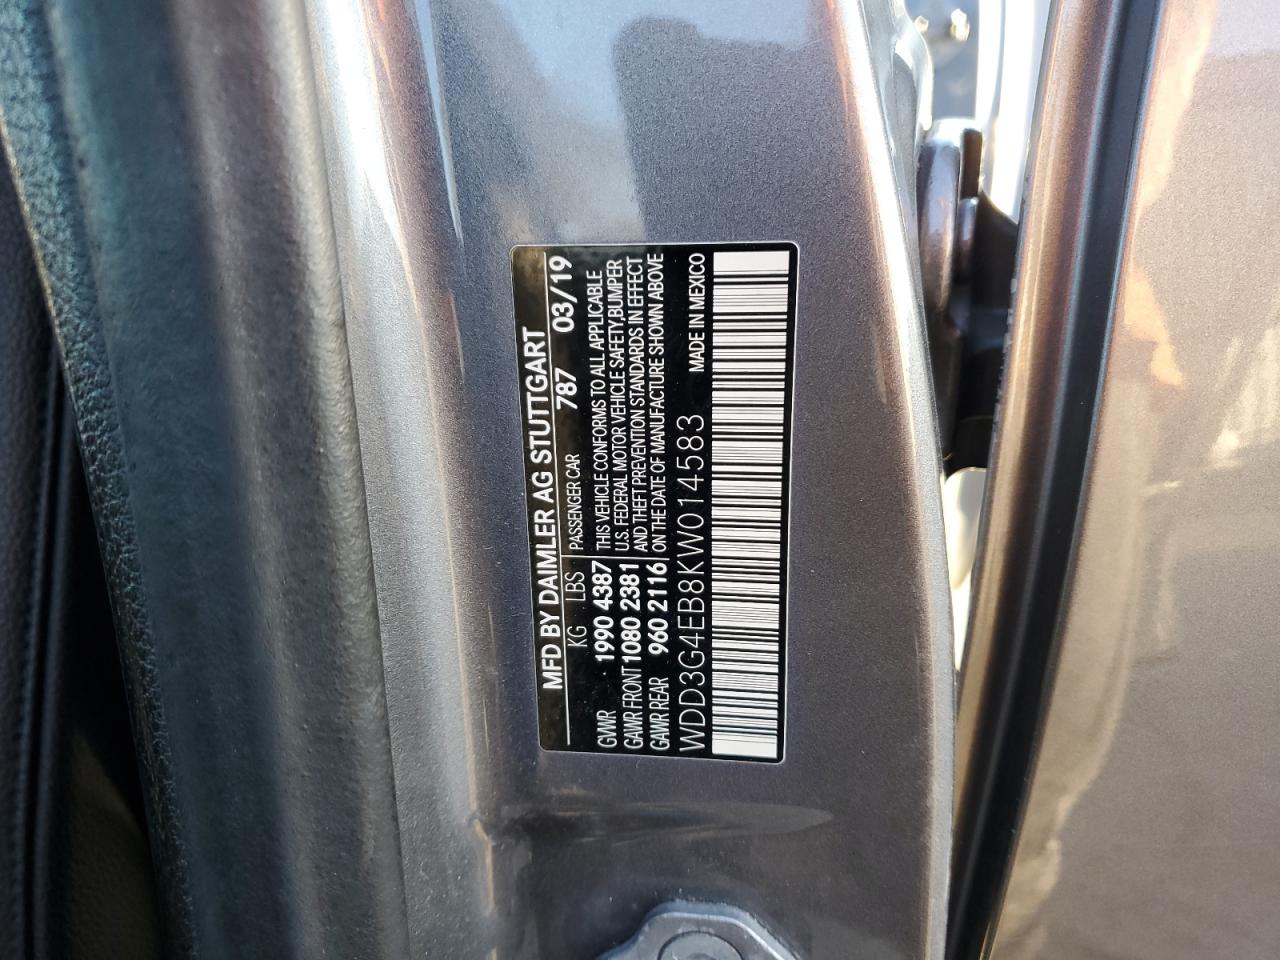 MFD BY DAIMLER AG STUTTGART
KG LBS PASSENGER CAR 787 03/19
GVWR 1990 4387 THIS VEHICLE CONFORMS TO ALL APPLICABLE
GAWR FRONT 1080 2381 U.S. FEDERAL MOTOR VEHICLE SAFETY, BUMPER
AND THEFT PREVENTION STANDARDS IN EFFECT
GAWR REAR 960 2116 ON THE DATE OF MANUFACTURE SHOWN ABOVE
WDD3G4EB8KW014583 MADE IN MEXICO